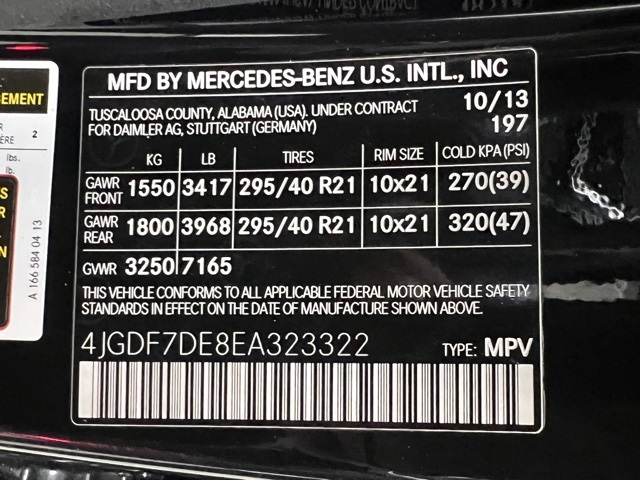 MFD BY MERCEDES-BENZ U.S. INTL., INC
TUSCALOOSA COUNTY, ALABAMA (USA). UNDER CONTRACT 10/13
FOR DAIMLER AG, STUTTGART (GERMANY) 197
KG LB TIRES RIM SIZE COLD KPA (PSI)
GAWR FRONT 1550 3417 295/40 R21 10x21 270(39)
GAWR REAR 1800 3968 295/40 R21 10x21 320(47)
GVWR 3250 7165
THIS VEHICLE CONFORMS TO ALL APPLICABLE FEDERAL MOTOR VEHICLE SAFETY
STANDARDS IN EFFECT ON THE DATE OF MANUFACTURE SHOWN ABOVE.
4JGDF7DE8EA323322 TYPE: MPV
A 166 584 04 13
2
lbs.
lb.